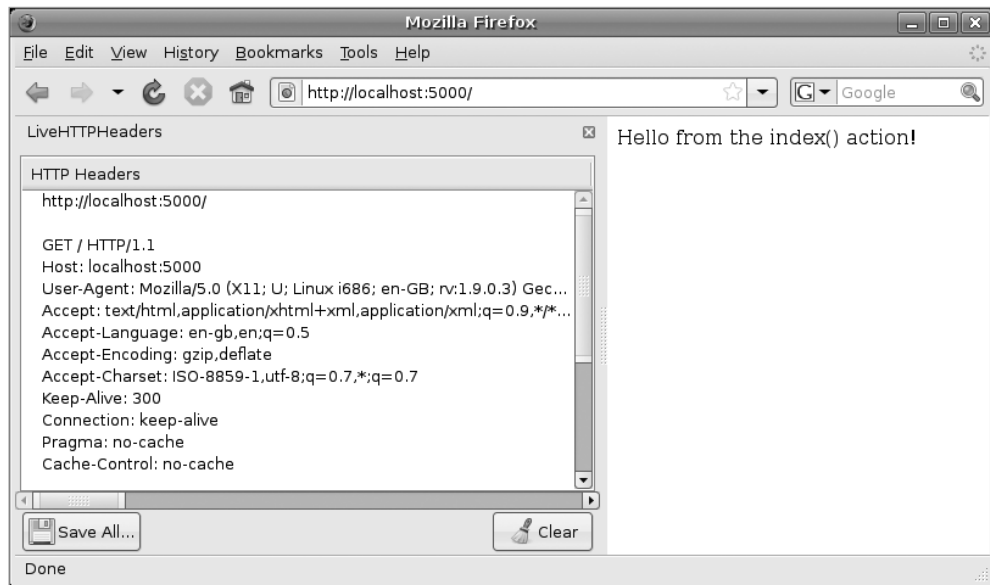 Mozilla Firefox
File Edit View History Bookmarks Tools Help
http://localhost:5000/
G Google
LiveHTTPHeaders
HTTP Headers
http://localhost:5000/
GET / HTTP/1.1
Host: localhost:5000
User-Agent: Mozilla/5.0 (X11; U; Linux i686; en-GB; rv:1.9.0.3) Gec...
Accept: text/html,application/xhtml+xml,application/xml;q=0.9,*/*...
Accept-Language: en-gb,en;q=0.5
Accept-Encoding: gzip,deflate
Accept-Charset: ISO-8859-1,utf-8;q=0.7,*;q=0.7
Keep-Alive: 300
Connection: keep-alive
Pragma: no-cache
Cache-Control: no-cache
Save All...
Clear
Hello from the index() action!
Done